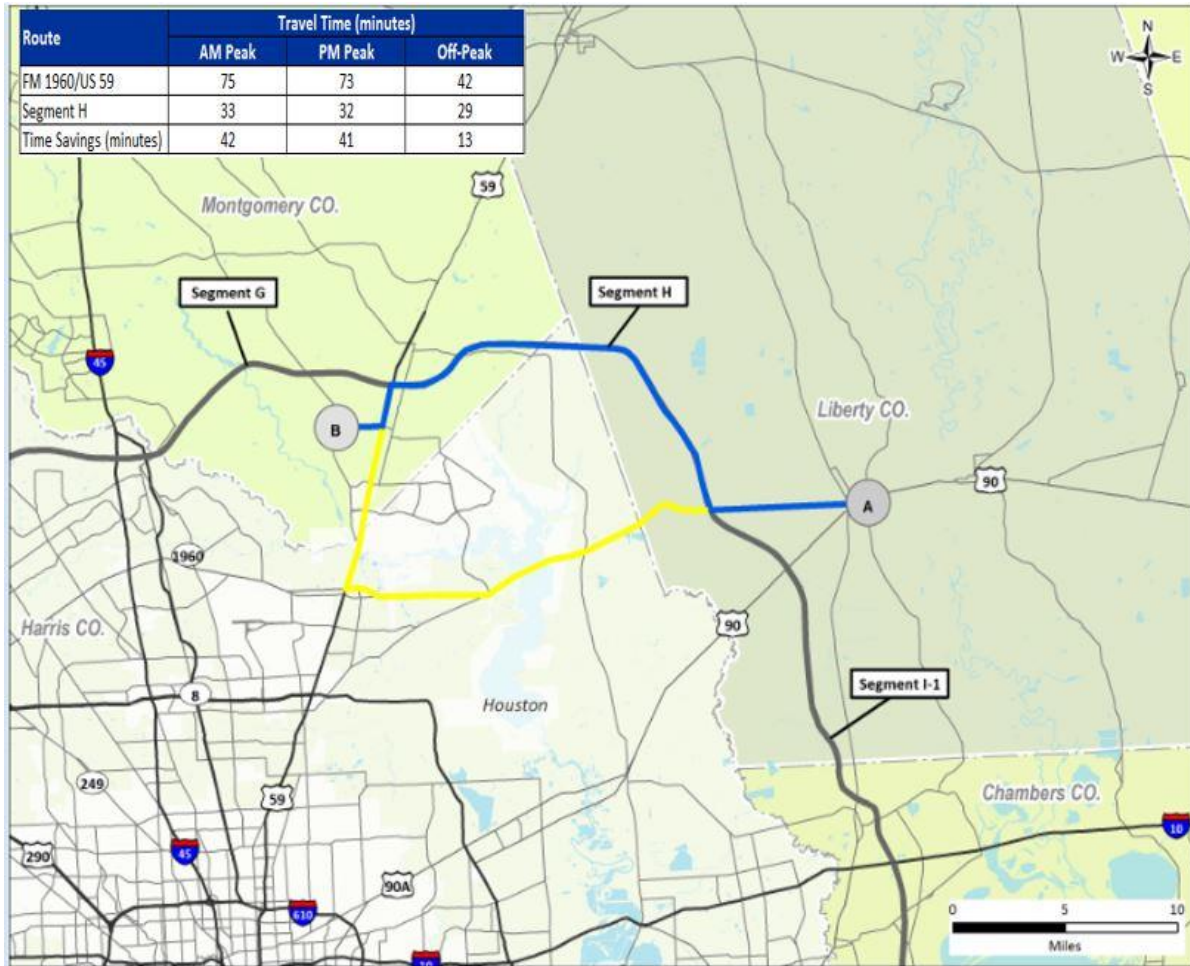 Route Travel Time (minutes)
AM Peak PM Peak Off-Peak
FM 1960/US 59 75 73 42
Segment H 33 32 29
Time Savings (minutes) 42 41 13
N
W E
S
59
Montgomery CO.
Segment G
Segment H
45
Liberty CO.
B
90
A
1960
Harris CO.
90
8
Segment I-1
Houston
249
59
Chambers CO.
10
290
45
90A
610
0 5 10
Miles
10